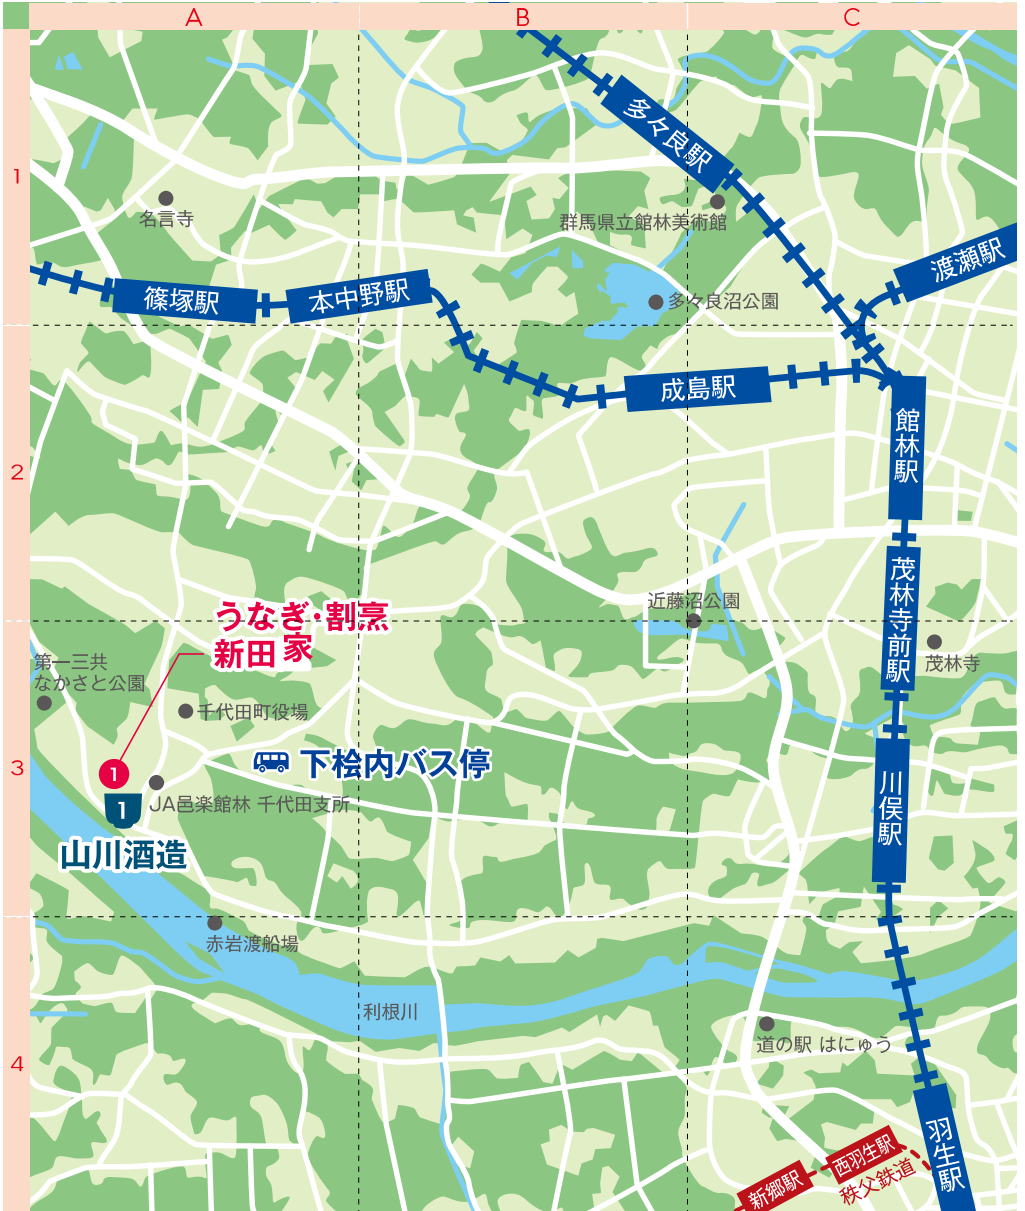 A
B
C
1
多々良駅
名言寺
群馬県立館林美術館
渡瀬駅
篠塚駅
本中野駅
多々良沼公園
成島駅
館林駅
2
茂林寺前駅
近藤沼公園
うなぎ・割烹
新田家
第一三共
なかさと公園
茂林寺
千代田町役場
下桧内バス停
3
1
川俣駅
JA邑楽館林 千代田支所
1
山川酒造
赤岩渡船場
利根川
道の駅 はにゅう
4
羽生駅
西羽生駅
秩父鉄道
新郷駅